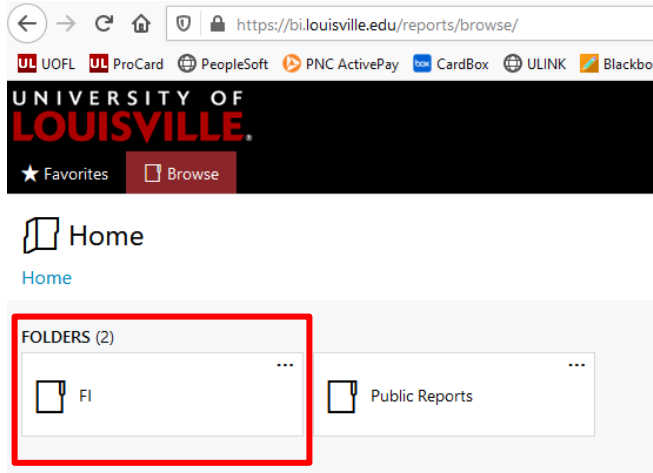 https://bi.louisville.edu/reports/browse/
UL UOFL UL ProCard PeopleSoft PNC ActivePay box CardBox ULINK Blackbo
UNIVERSITY OF
LOUISVILLE.
Favorites Browse
Home
Home
FOLDERS (2)
FI Public Reports